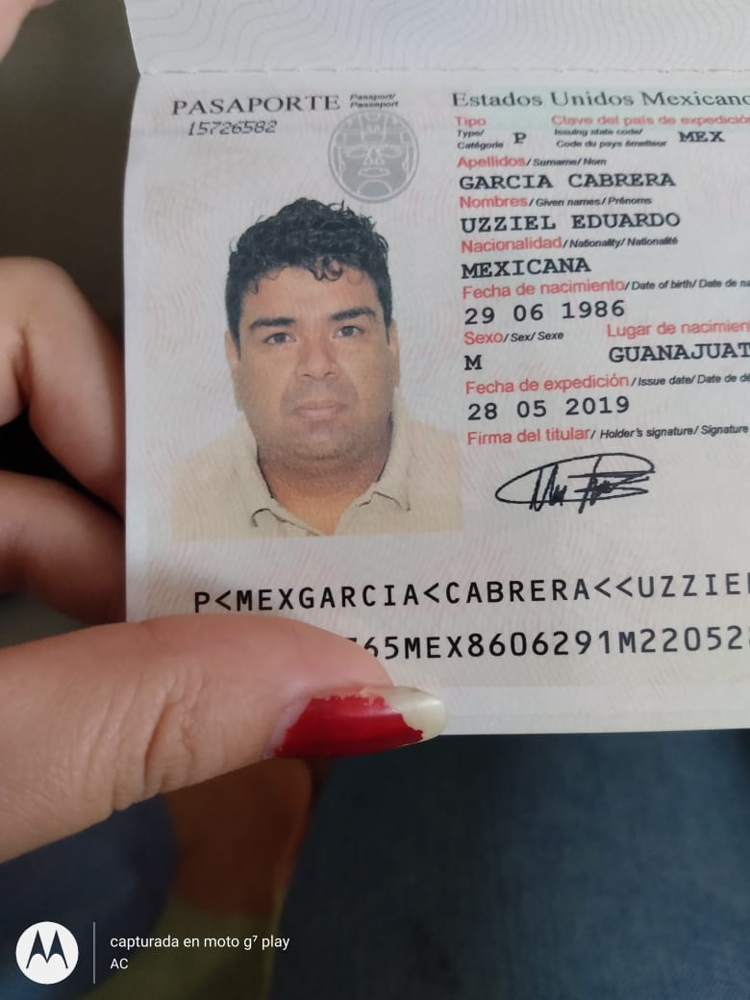 PASAPORTE Passport/ Passeport
15726582
Estados Unidos Mexicano
Tipo Clave del país de expedició
Type/ Issuing state code/
Catégorie P Code du pays émetteur MEX
Apellidos/Surname/Nom
GARCIA CABRERA
Nombres/Given names/Prénoms
UZZIEL EDUARDO
Nacionalidad/Nationality/Nationalité
MEXICANA
Fecha de nacimiento/Date of birth/Date de na
29 06 1986
Sexo/Sex/Sexe Lugar de nacimien
M GUANAJUAT
Fecha de expedición/Issue date/Date de dé
28 05 2019
Firma del titular/Holder's signature/Signature
P<MEXGARCIA<CABRERA<<UZZIE
65MEX8606291M22052
capturada en moto g⁷ play
AC